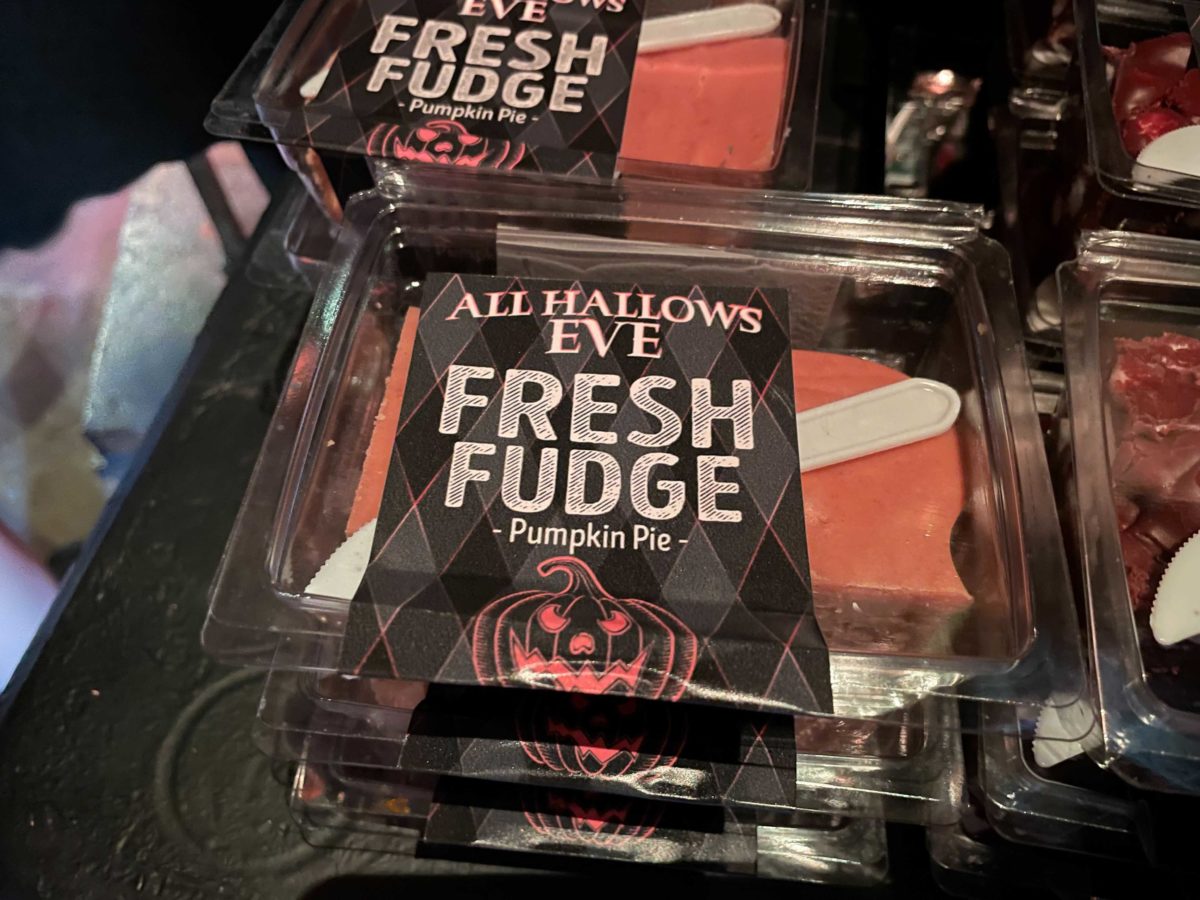 EVE
FRESH
FUDGE
- Pumpkin Pie -
ALL HALLOWS
EVE
FRESH
FUDGE
- Pumpkin Pie -